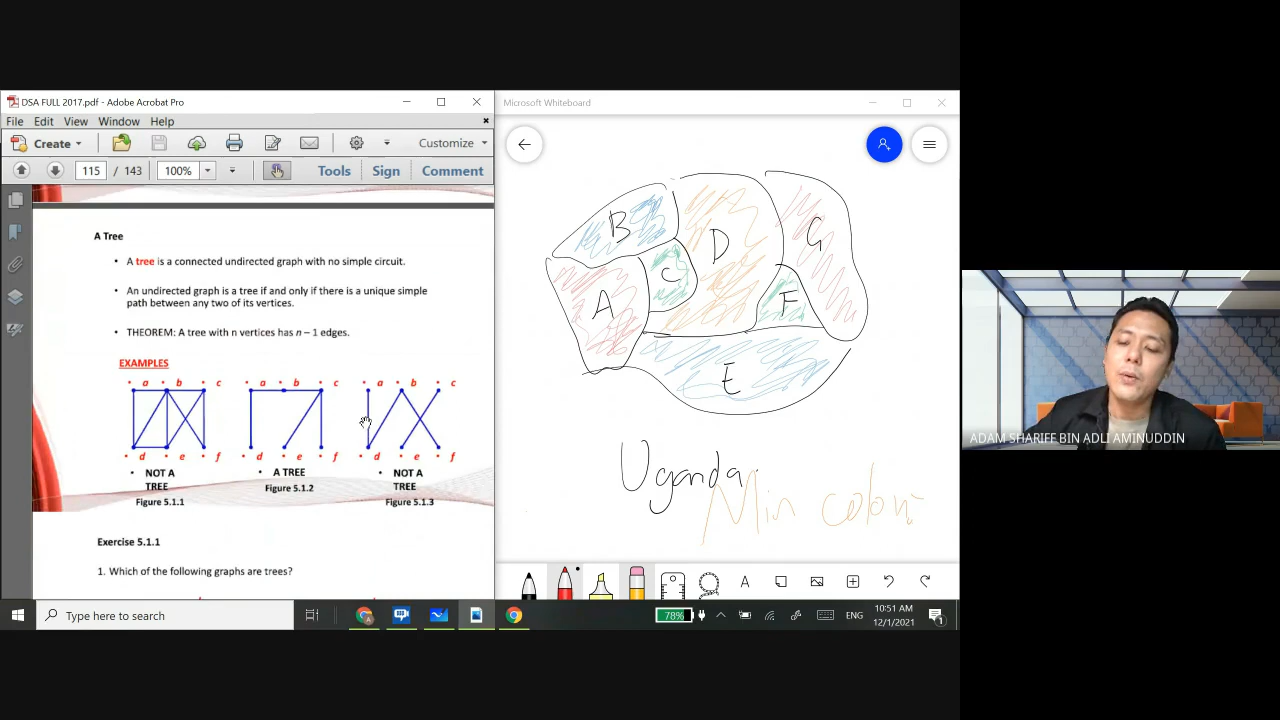 DSA FULL 2017.pdf - Adobe Acrobat Pro
File Edit View Window Help
Create
Customize
115 / 143 100%
Tools Sign Comment
A Tree
• A tree is a connected undirected graph with no simple circuit.
• An undirected graph is a tree if and only if there is a unique simple
path between any two of its vertices.
• THEOREM: A tree with n vertices has n – 1 edges.
EXAMPLES
• a • b • c
• d • e • f
• NOT A
TREE
Figure 5.1.1
• a • b • c
• d • e • f
• A TREE
Figure 5.1.2
• a • b • c
• d • e • f
• NOT A
TREE
Figure 5.1.3
Exercise 5.1.1
1. Which of the following graphs are trees?
Microsoft Whiteboard
B
D
G
C
A
F
E
Uganda
Min
A
Type here to search
78%
ENG
10:51 AM
12/1/2021
1
ADAM SHARIFF BIN ADLI AMINUDDIN